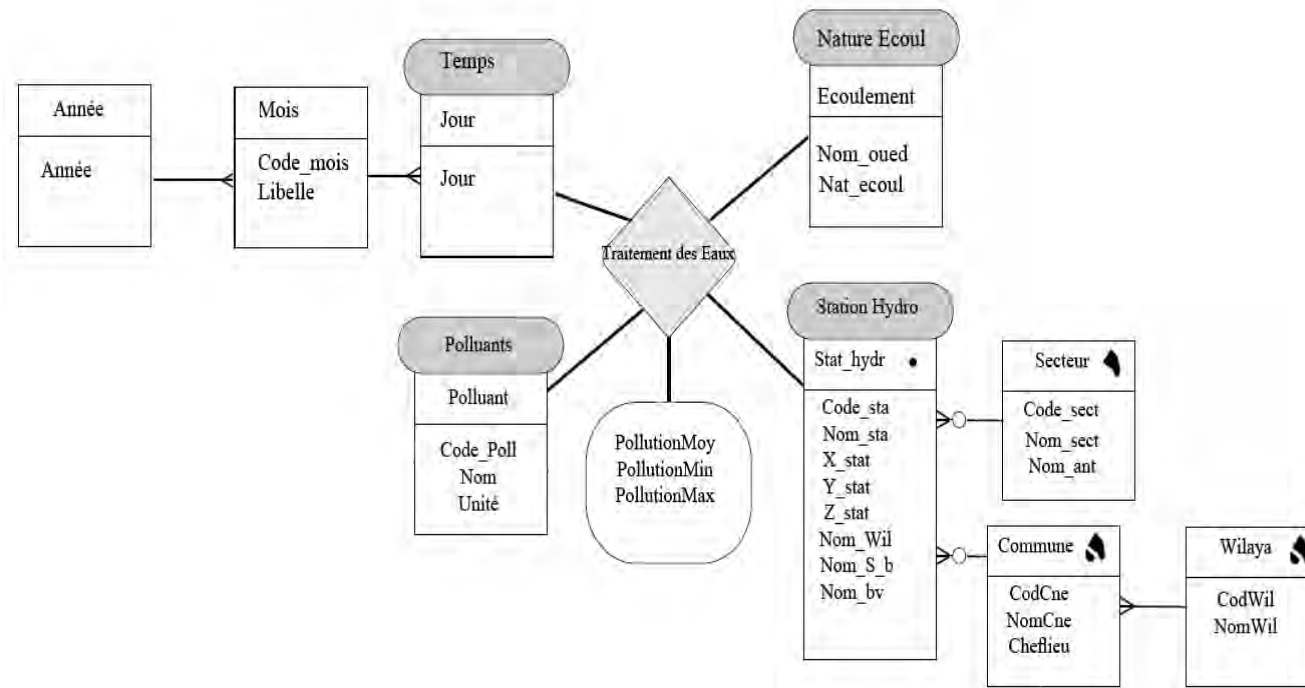 Année
Année
Mois
Code_mois
Libelle
Temps
Jour
Jour
Nature Ecoul
Ecoulement
Nom_oued
Nat_ecoul
Traitement des Eaux
Polluants
Polluant
Code_Poll
Nom
Unité
PollutionMoy
PollutionMin
PollutionMax
Station Hydro
Stat_hydr
Code_sta
Nom_sta
X_stat
Y_stat
Z_stat
Nom_Wil
Nom_S_b
Nom_bv
Secteur
Code_sect
Nom_sect
Nom_ant
Commune
CodCne
NomCne
Cheflieu
Wilaya
CodWil
NomWil